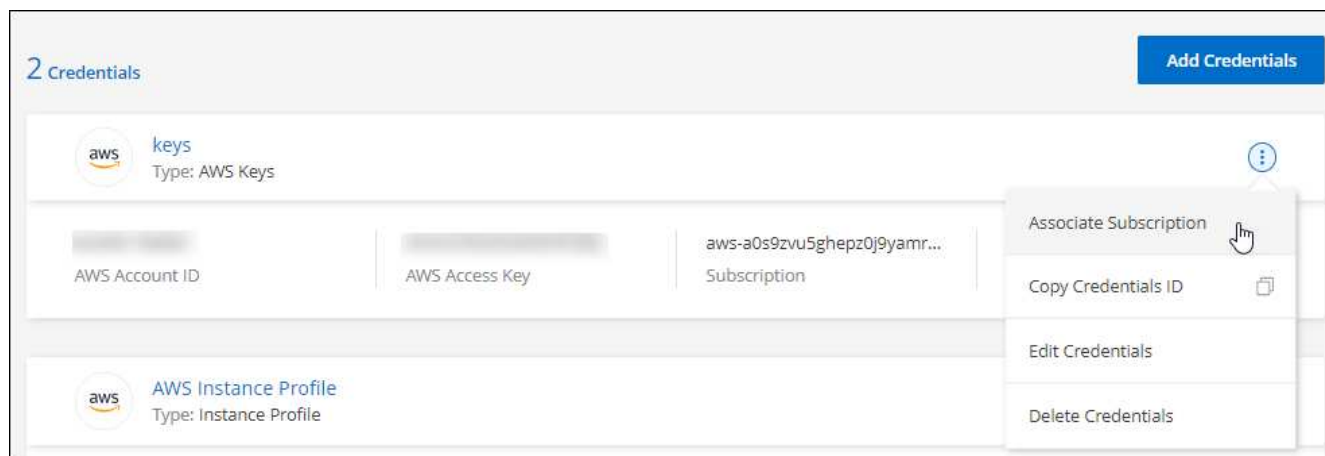 2 Credentials
Add Credentials
aws
keys
Type: AWS Keys
Associate Subscription
aws-a0s9zvu5ghepz0j9yamr...
AWS Account ID
AWS Access Key
Subscription
Copy Credentials ID
Edit Credentials
aws
AWS Instance Profile
Type: Instance Profile
Delete Credentials